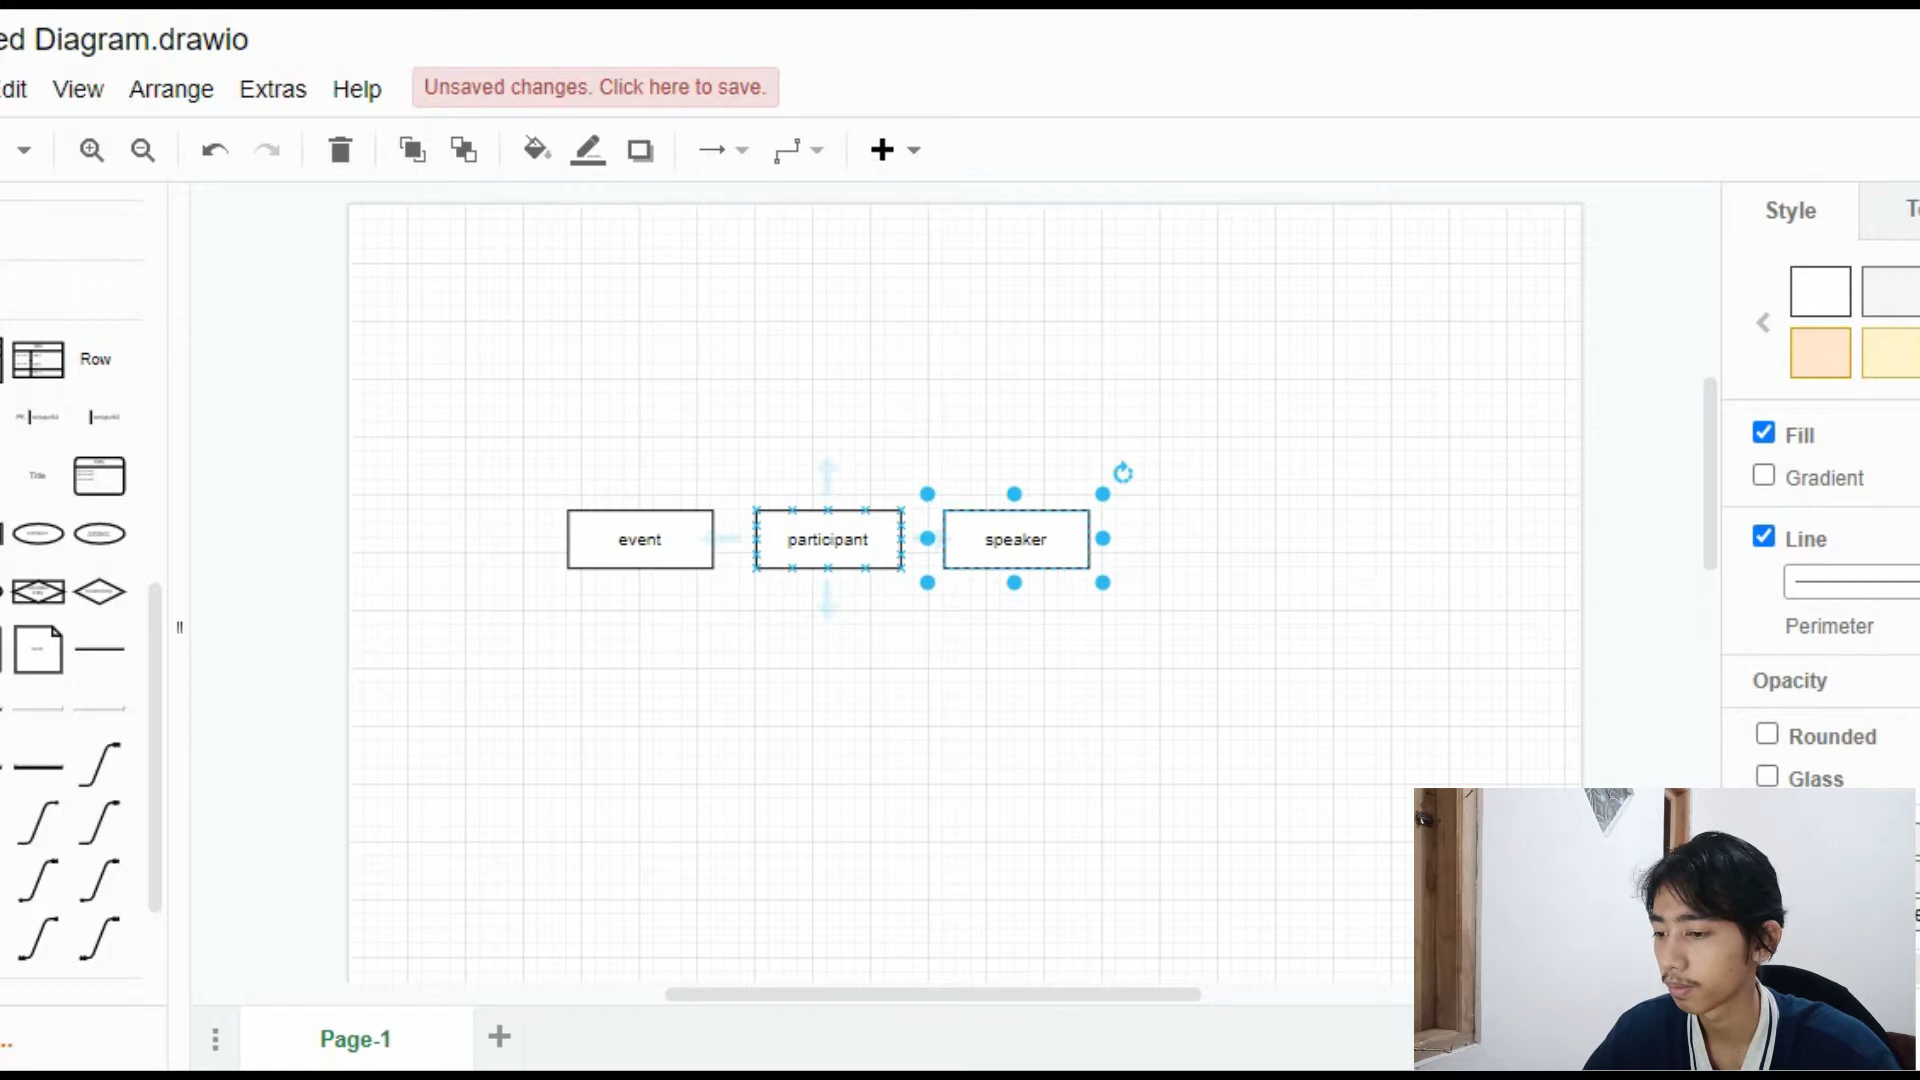 ed Diagram.drawio
dit View Arrange Extras Help Unsaved changes. Click here to save.
Style
Row
Title
Fill
Gradient
event participant speaker
Line
Perimeter
Opacity
Rounded
Glass
Page-1